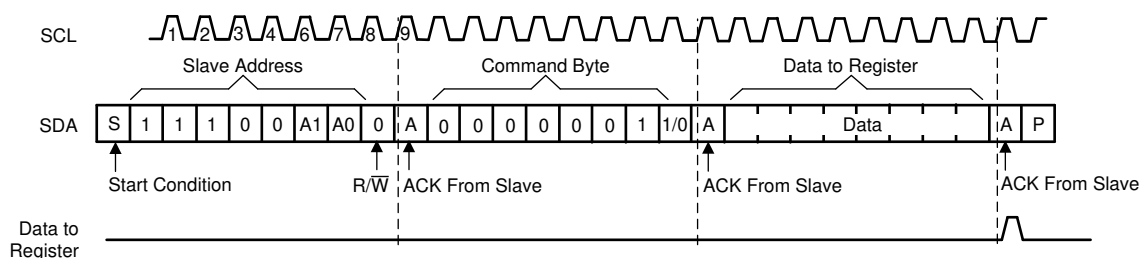 SCL 1 2 3 4 6 7 8 9
Slave Address Command Byte Data to Register
SDA S 1 1 1 0 0 A1 A0 0 A 0 0 0 0 0 0 1 1/0 A Data A P
Start Condition R/W̅ ACK From Slave ACK From Slave ACK From Slave
Data to
Register